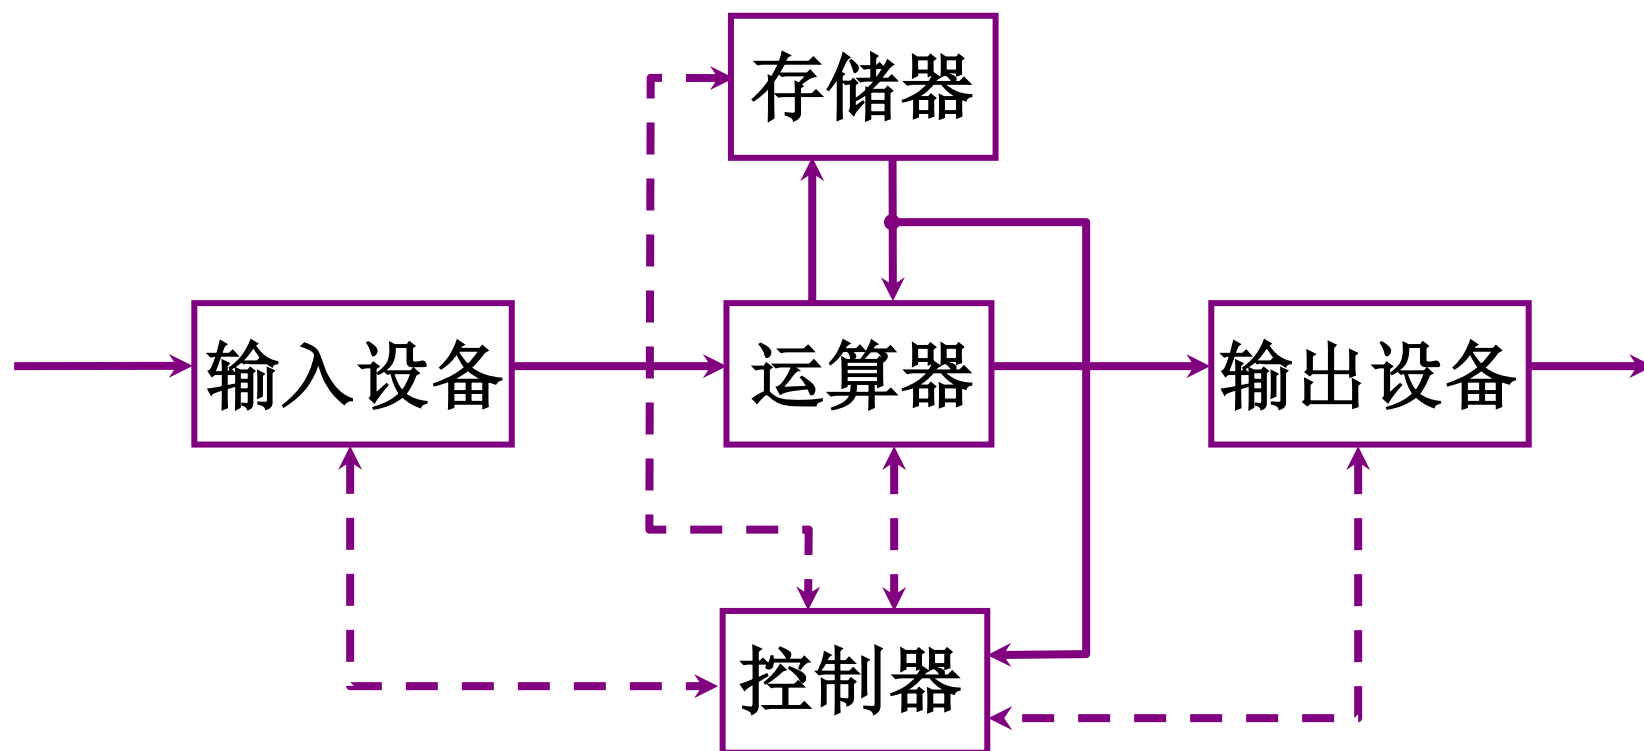 存储器
输入设备
运算器
输出设备
控制器